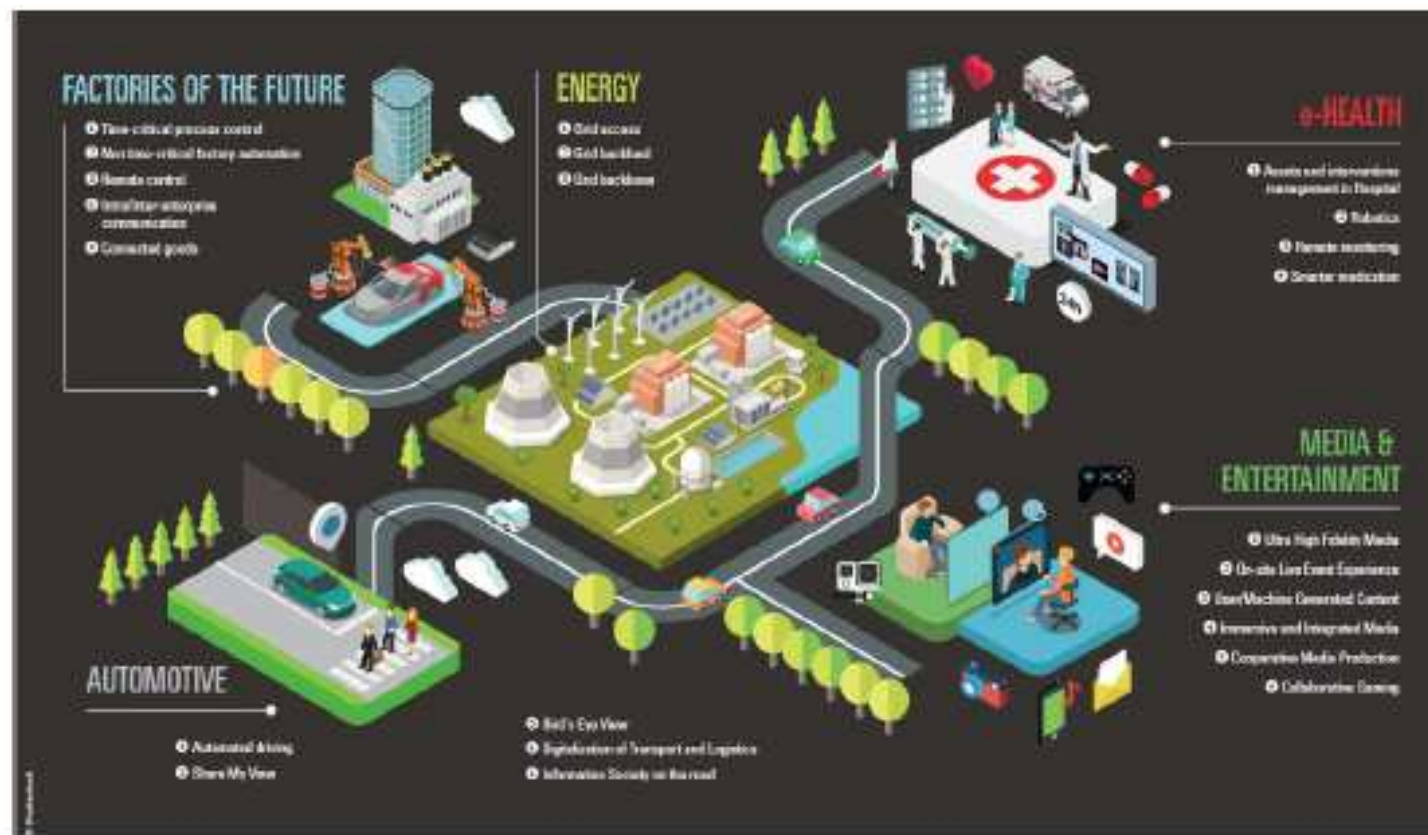 FACTORIES OF THE FUTURE
Time-critical process control
Non time-critical factory automation
Remote control
Intra/Inter-enterprise
communication
Connected goods
ENERGY
Grid access
Grid backhaul
Grid backbone
e-HEALTH
Assets and interventions
management in Hospital
Robotics
Remote monitoring
Smarter medication
24h
MEDIA &
ENTERTAINMENT
Ultra High Fidelity Media
On-site Live Event Experience
User/Machine Generated Content
Immersive and Integrated Media
Cooperative Media Production
Collaborative Gaming
AUTOMOTIVE
Automated driving
Share My View
Bird's Eye View
Digitalization of Transport and Logistics
Information Society on the road